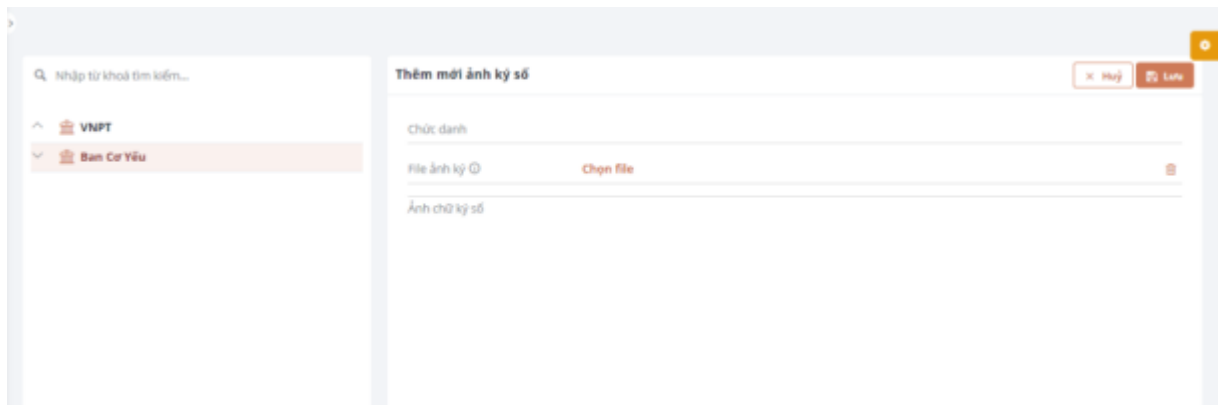 Nhập từ khoá tìm kiếm...
VNPT
Ban Cơ Yếu
Thêm mới ảnh ký số
Huỷ
Lưu
Chức danh
File ảnh ký
Chọn file
Ảnh chữ ký số